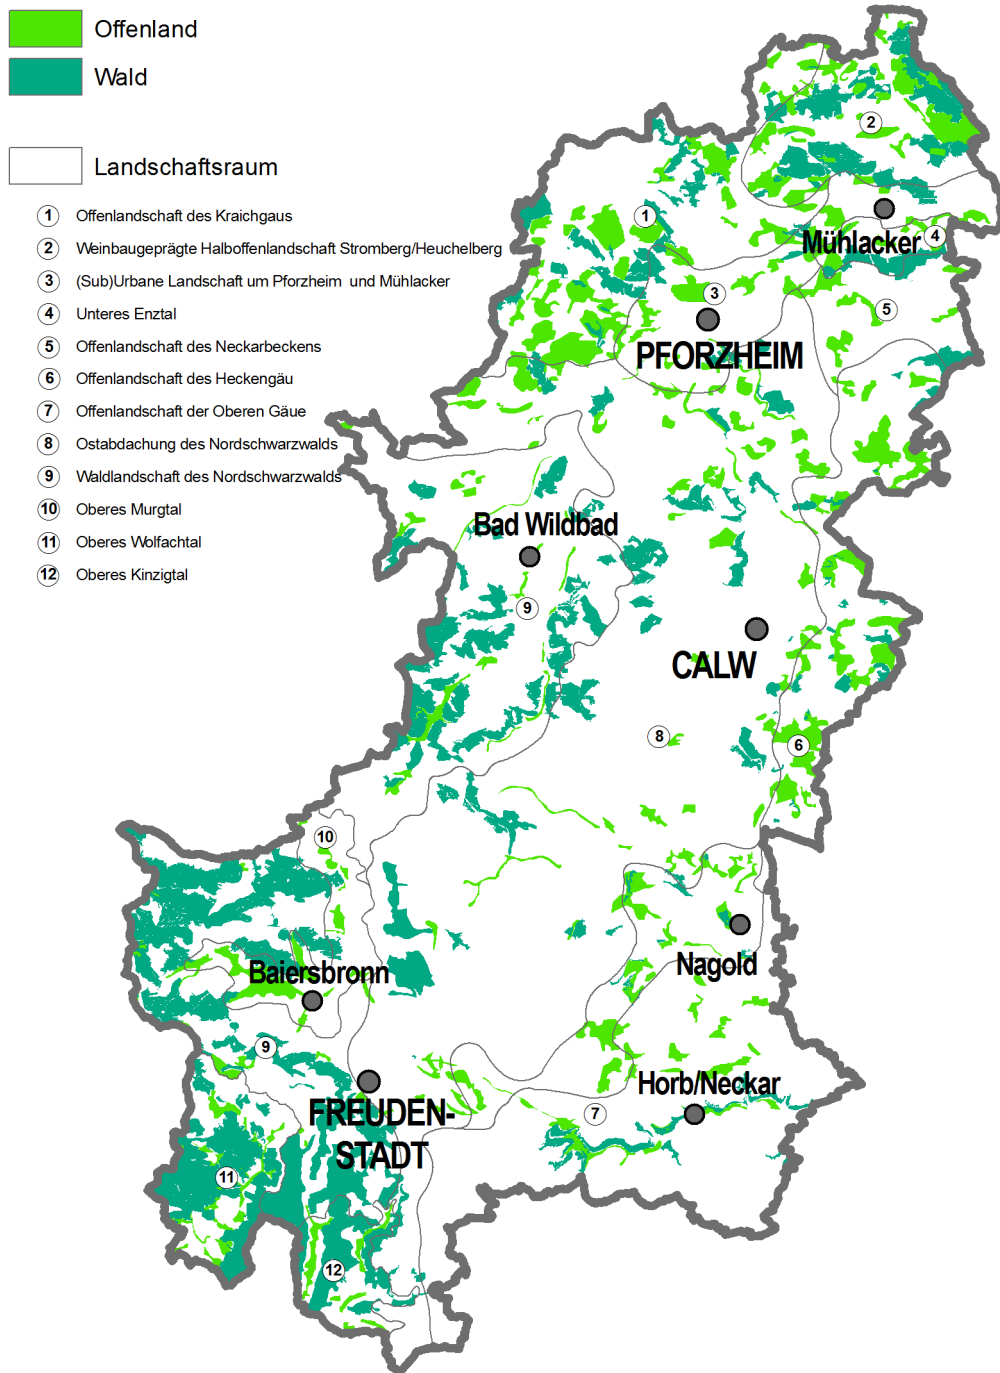 Offenland
Wald
Landschaftsraum
1 Offenlandschaft des Kraichgaus
2 Weinbaugeprägte Halboffenlandschaft Stromberg/Heuchelberg
3 (Sub)Urbane Landschaft um Pforzheim und Mühlacker
4 Unteres Enztal
5 Offenlandschaft des Neckarbeckens
6 Offenlandschaft des Heckengäu
7 Offenlandschaft der Oberen Gäue
8 Ostabdachung des Nordschwarzwalds
9 Waldlandschaft des Nordschwarzwalds
10 Oberes Murgtal
11 Oberes Wolfachtal
12 Oberes Kinzigtal
2
1
Mühlacker
4
3
5
PFORZHEIM
Bad Wildbad
9
CALW
8
6
10
Nagold
Baiersbronn
9
Horb/Neckar
7
FREUDEN-
STADT
11
12